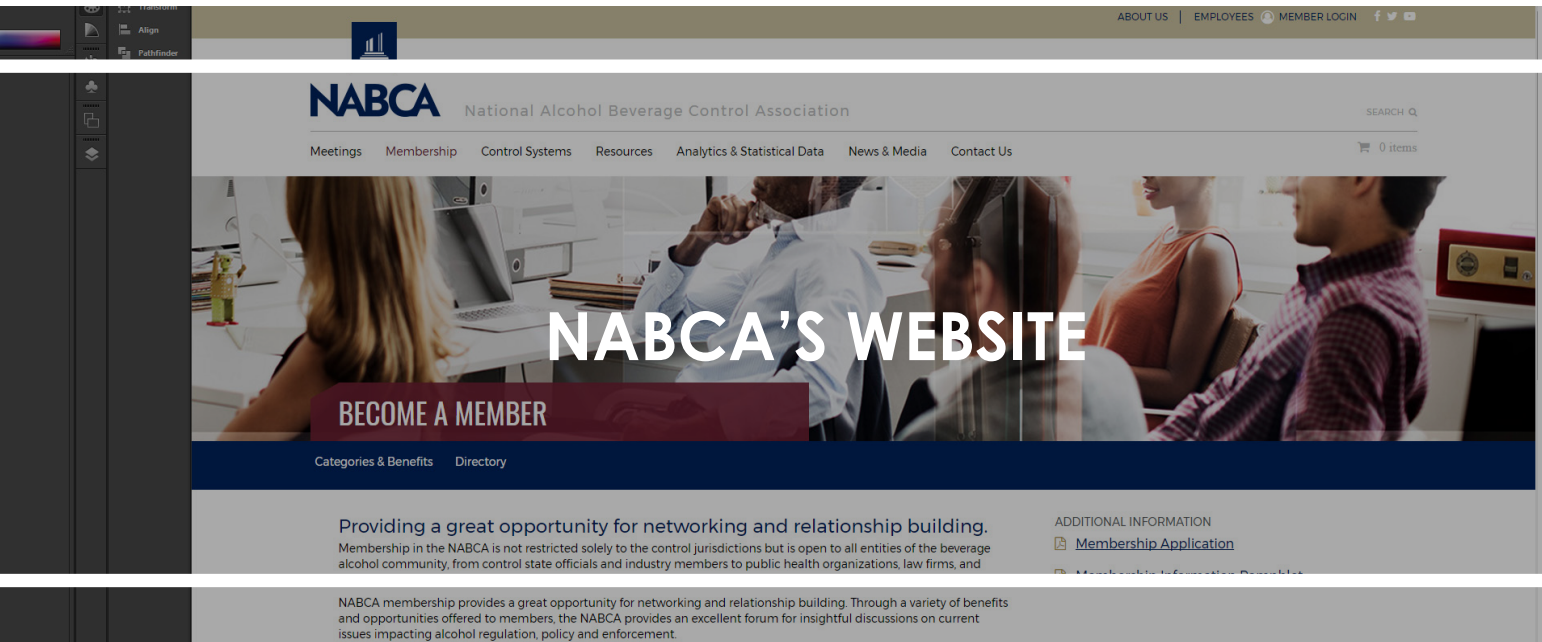 Transform
Align
Pathfinder
ABOUT US | EMPLOYEES MEMBER LOGIN
NABCA National Alcohol Beverage Control Association
SEARCH
Meetings Membership Control Systems Resources Analytics & Statistical Data News & Media Contact Us
0 items
NABCA’S WEBSITE
BECOME A MEMBER
Categories & Benefits Directory
Providing a great opportunity for networking and relationship building.
Membership in the NABCA is not restricted solely to the control jurisdictions but is open to all entities of the beverage
alcohol community, from control state officials and industry members to public health organizations, law firms, and
NABCA membership provides a great opportunity for networking and relationship building. Through a variety of benefits
and opportunities offered to members, the NABCA provides an excellent forum for insightful discussions on current
issues impacting alcohol regulation, policy and enforcement.
ADDITIONAL INFORMATION
Membership Application
Membership Information Pamphlet